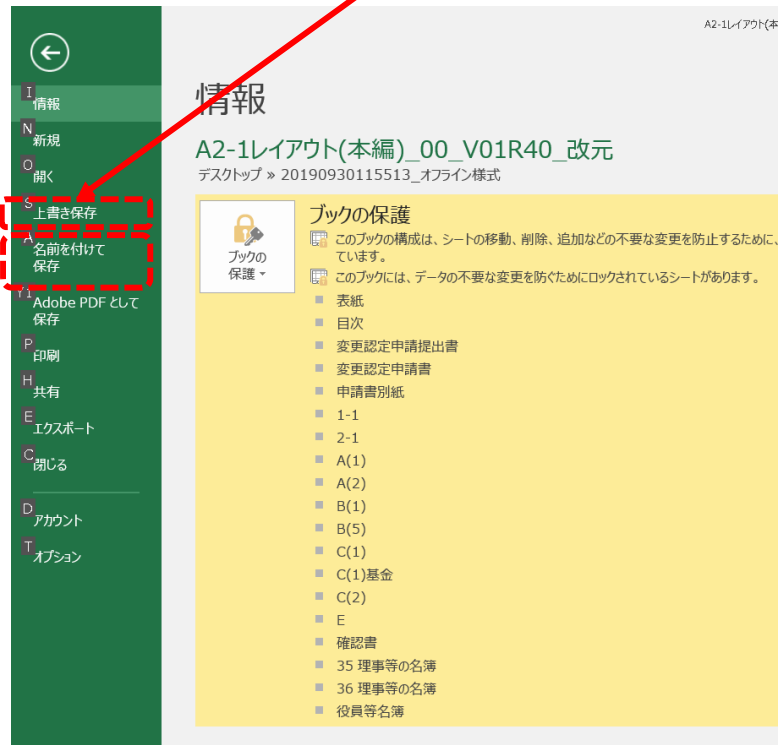 A2-1レイアウト(本
I
情報
N
新規
O
開く
S
上書き保存
A
名前を付けて
保存
Y1
Adobe PDF として
保存
P
印刷
H
共有
E
エクスポート
C
閉じる
D
アカウント
T
オプション
情報
A2-1レイアウト(本編)_00_V01R40_改元
デスクトップ » 20190930115513_オフライン様式
ブックの
保護
ブックの保護
このブックの構成は、シートの移動、削除、追加などの不要な変更を防止するために、
ています。
このブックには、データの不要な変更を防ぐためにロックされているシートがあります。
表紙
目次
変更認定申請提出書
変更認定申請書
申請書別紙
1-1
2-1
A(1)
A(2)
B(1)
B(5)
C(1)
C(1)基金
C(2)
E
確認書
35 理事等の名簿
36 理事等の名簿
役員等名簿